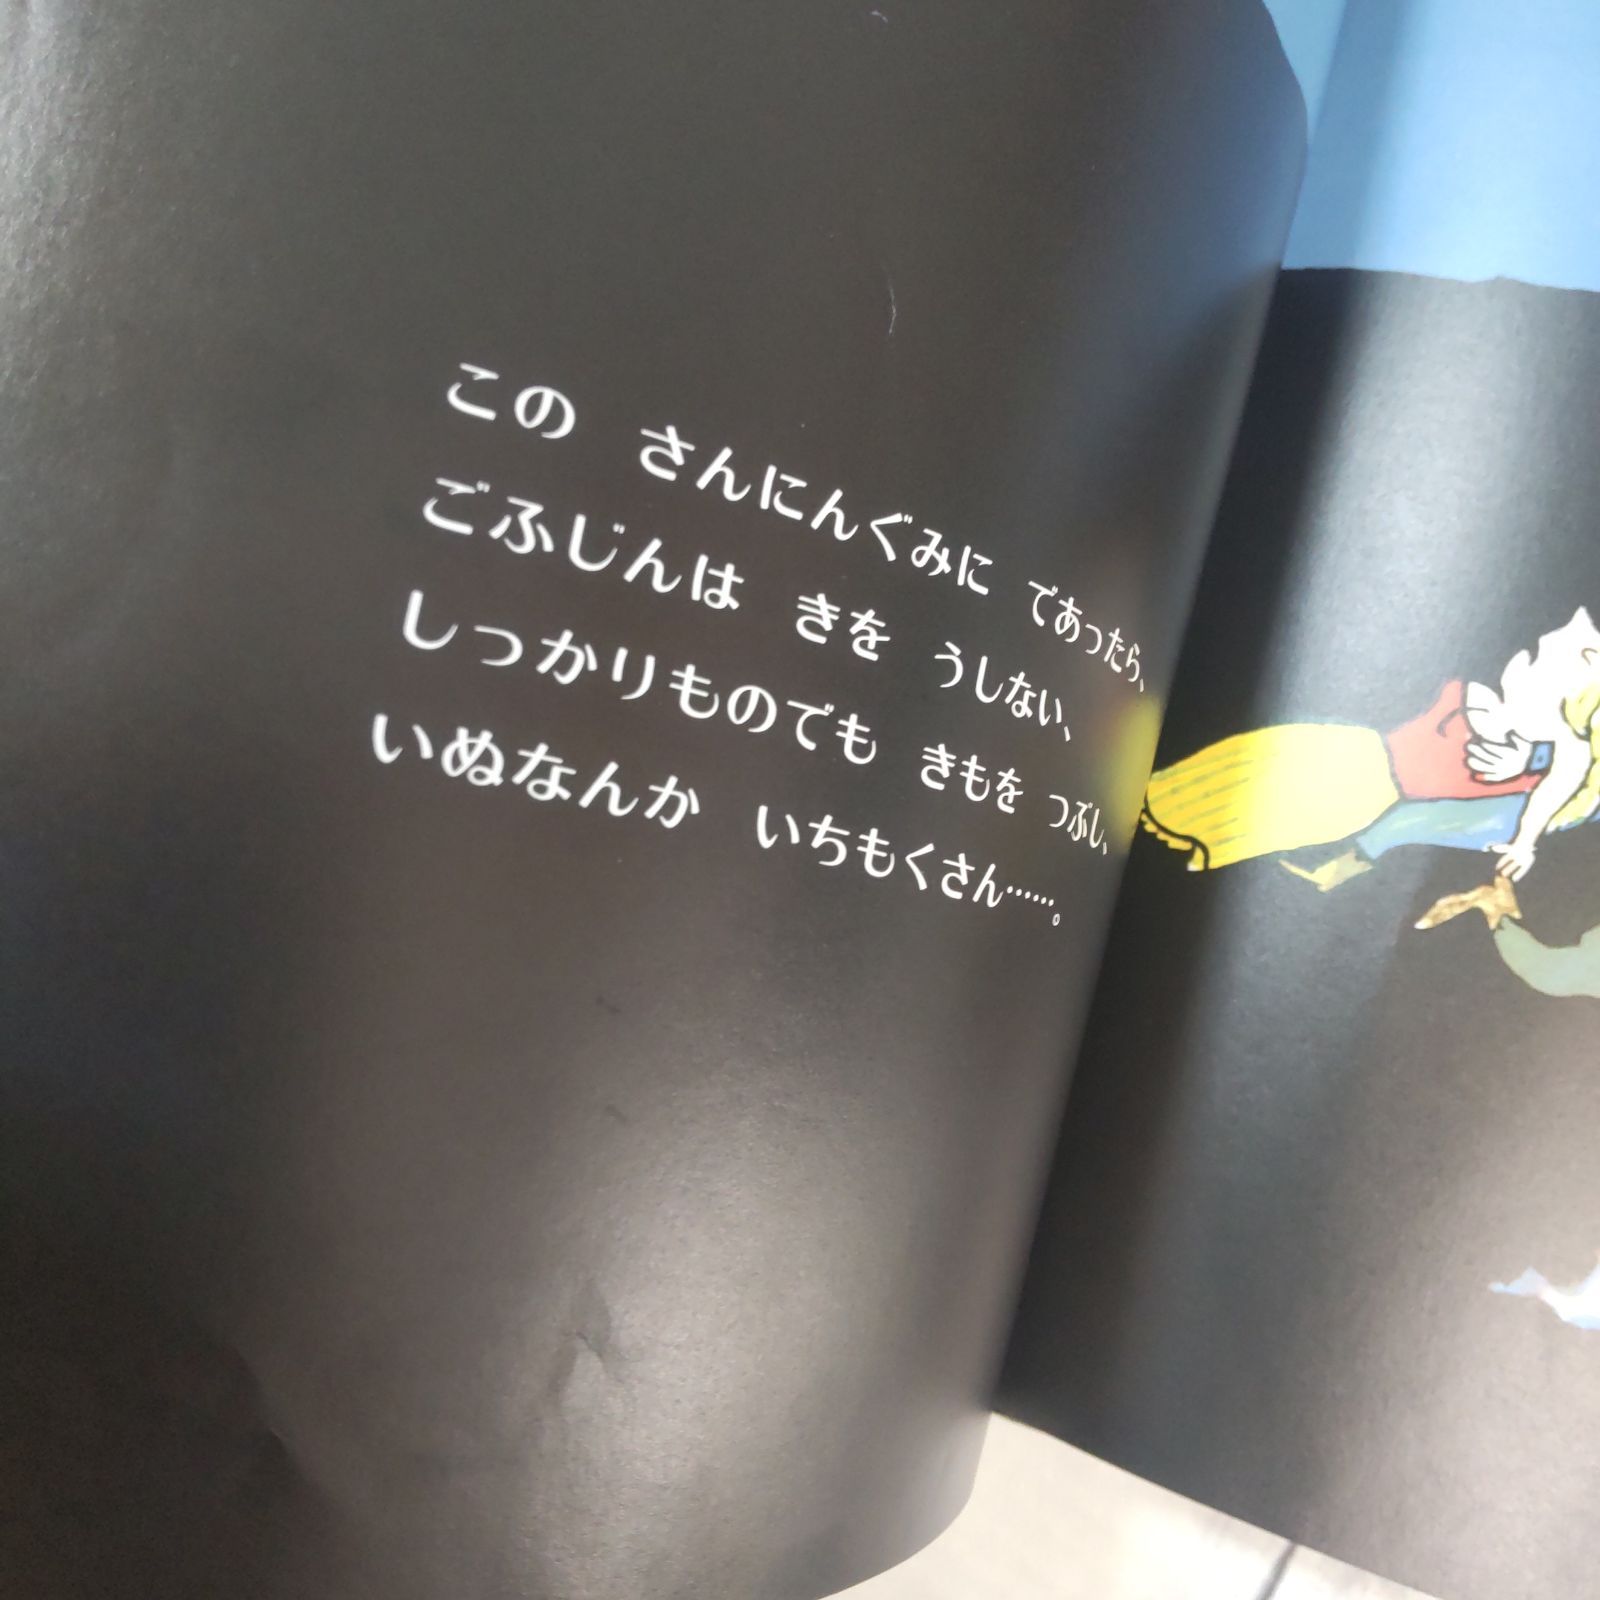 この　さんにんぐみに　であったら、
ごふじんは　きを　うしない、
しっかりものでも　きもを　つぶし、
いぬなんか　いちもくさん……。